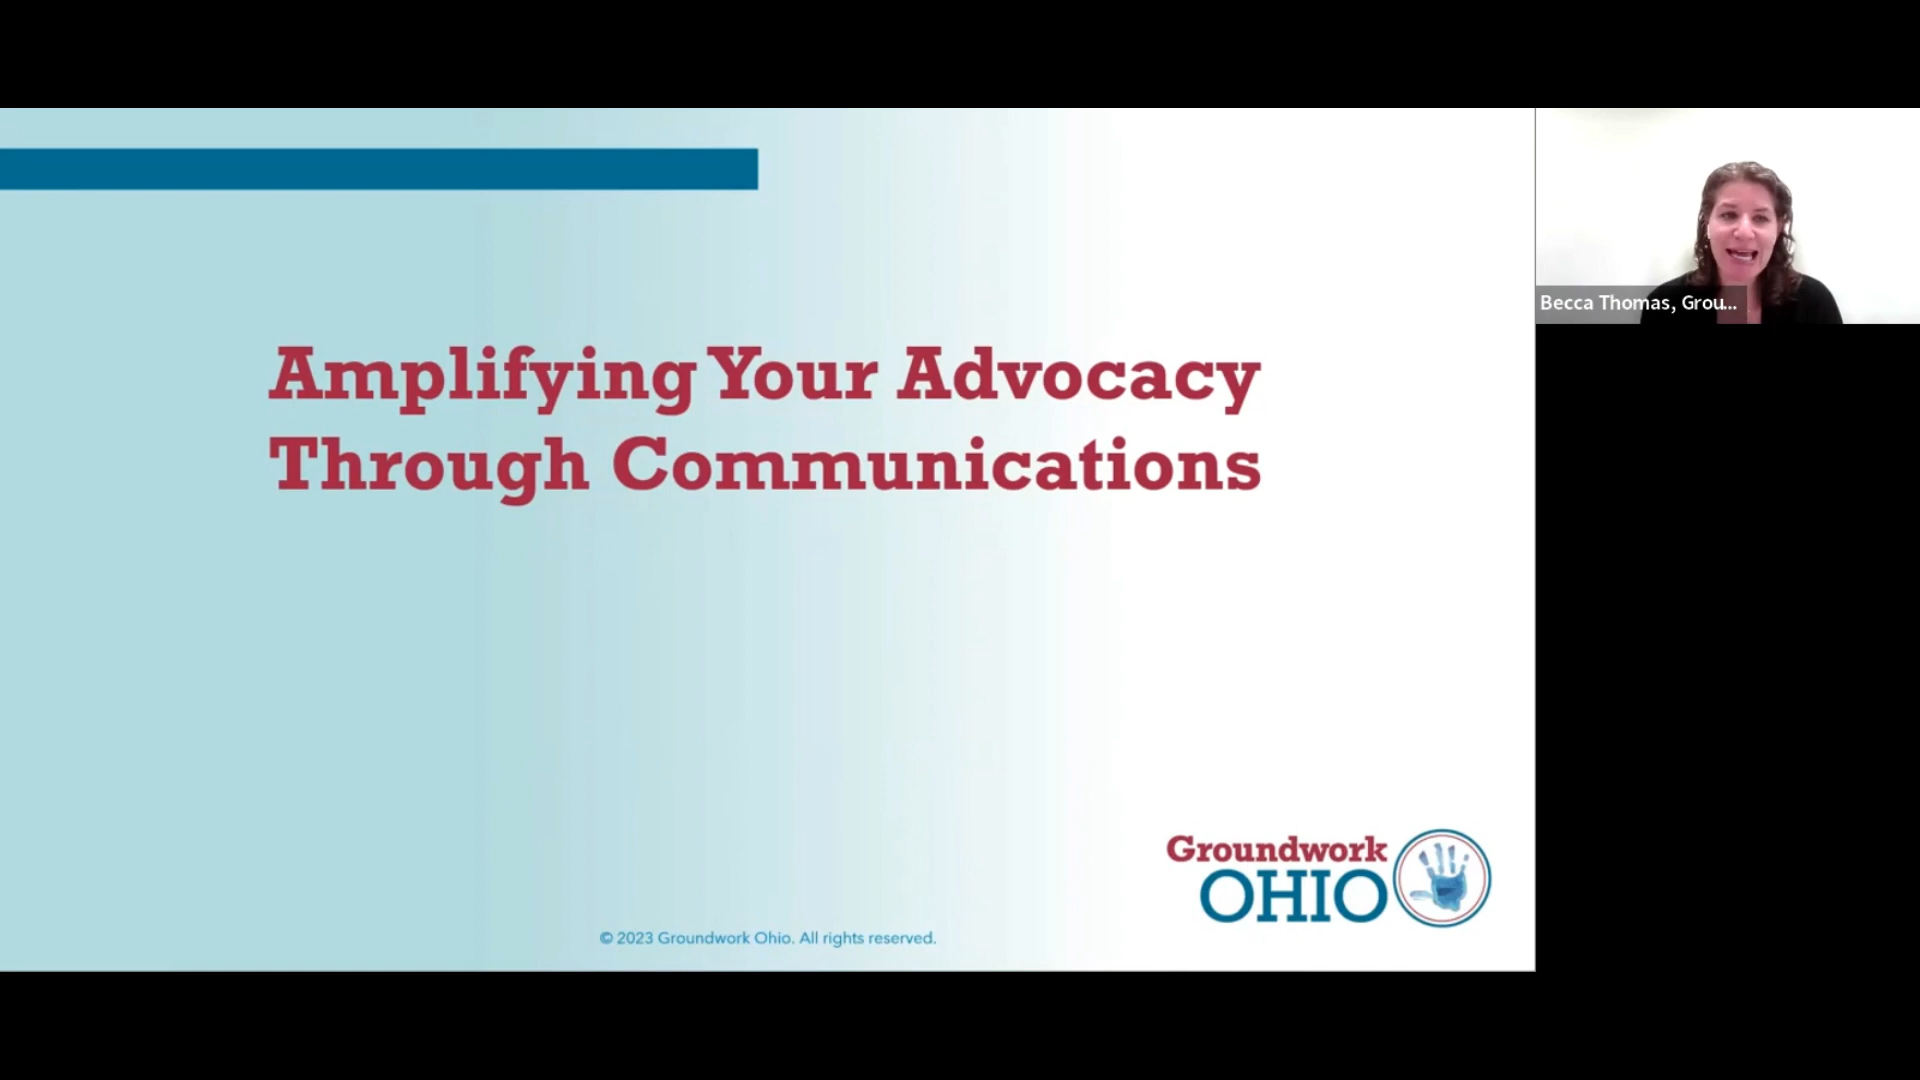 Amplifying Your Advocacy
Through Communications
Becca Thomas, Grou...
Groundwork
OHIO
© 2023 Groundwork Ohio. All rights reserved.